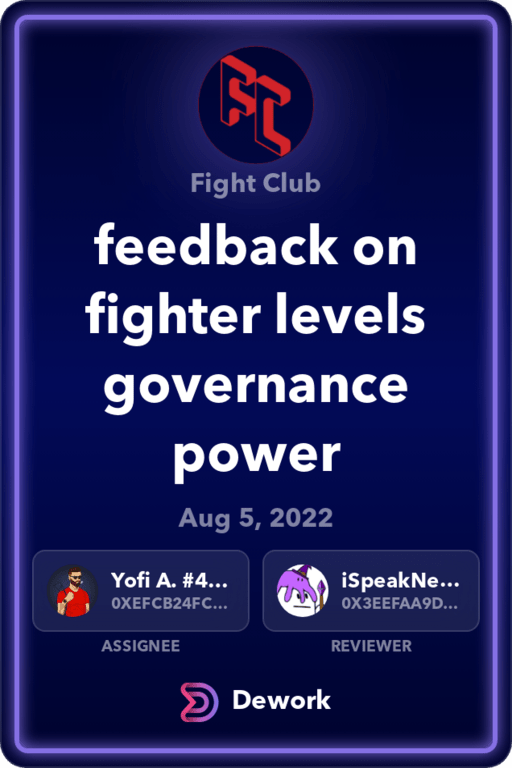 FC
Fight Club
feedback on
fighter levels
governance
power
Aug 5, 2022
Yofi A. #4...
0XEFCB24FC...
iSpeakNe...
0X3EEFAA9D...
ASSIGNEE
REVIEWER
Dework